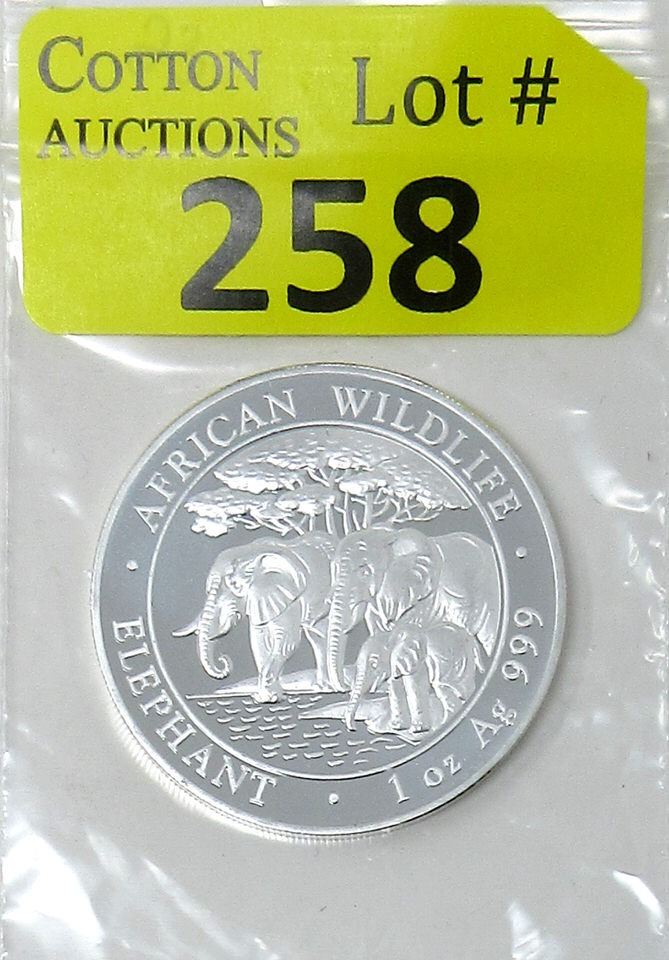 COTTON
AUCTIONS
Lot #
258
AFRICAN WILDLIFE
ELEPHANT • 1 oz Ag 999